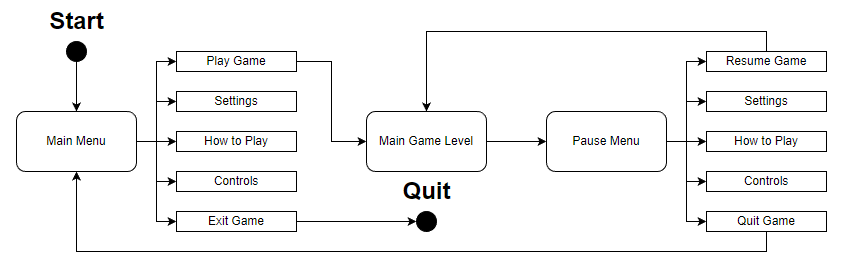 Start
Main Menu
Play Game
Settings
How to Play
Controls
Exit Game
Main Game Level
Quit
Pause Menu
Resume Game
Settings
How to Play
Controls
Quit Game